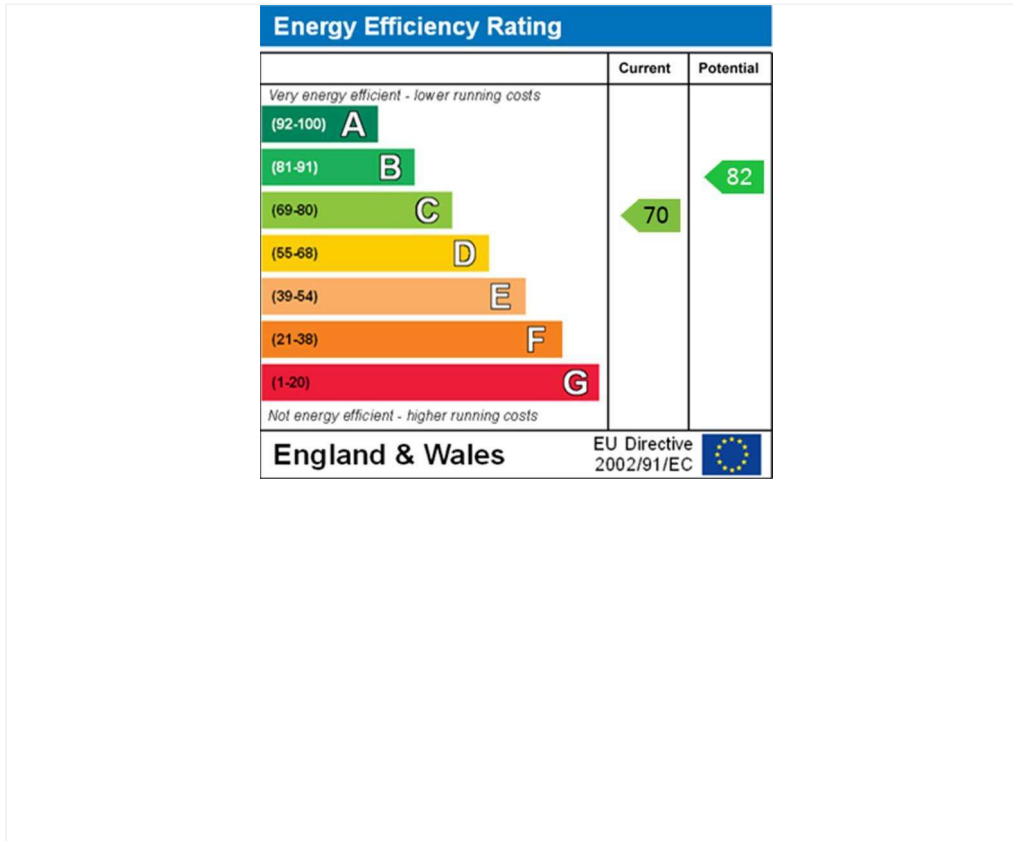 Energy Efficiency Rating
Current Potential
Very energy efficient - lower running costs
(92-100) A
(81-91) B
82
(69-80) C
70
(55-68) D
(39-54) E
(21-38) F
(1-20) G
Not energy efficient - higher running costs
England & Wales
EU Directive
2002/91/EC